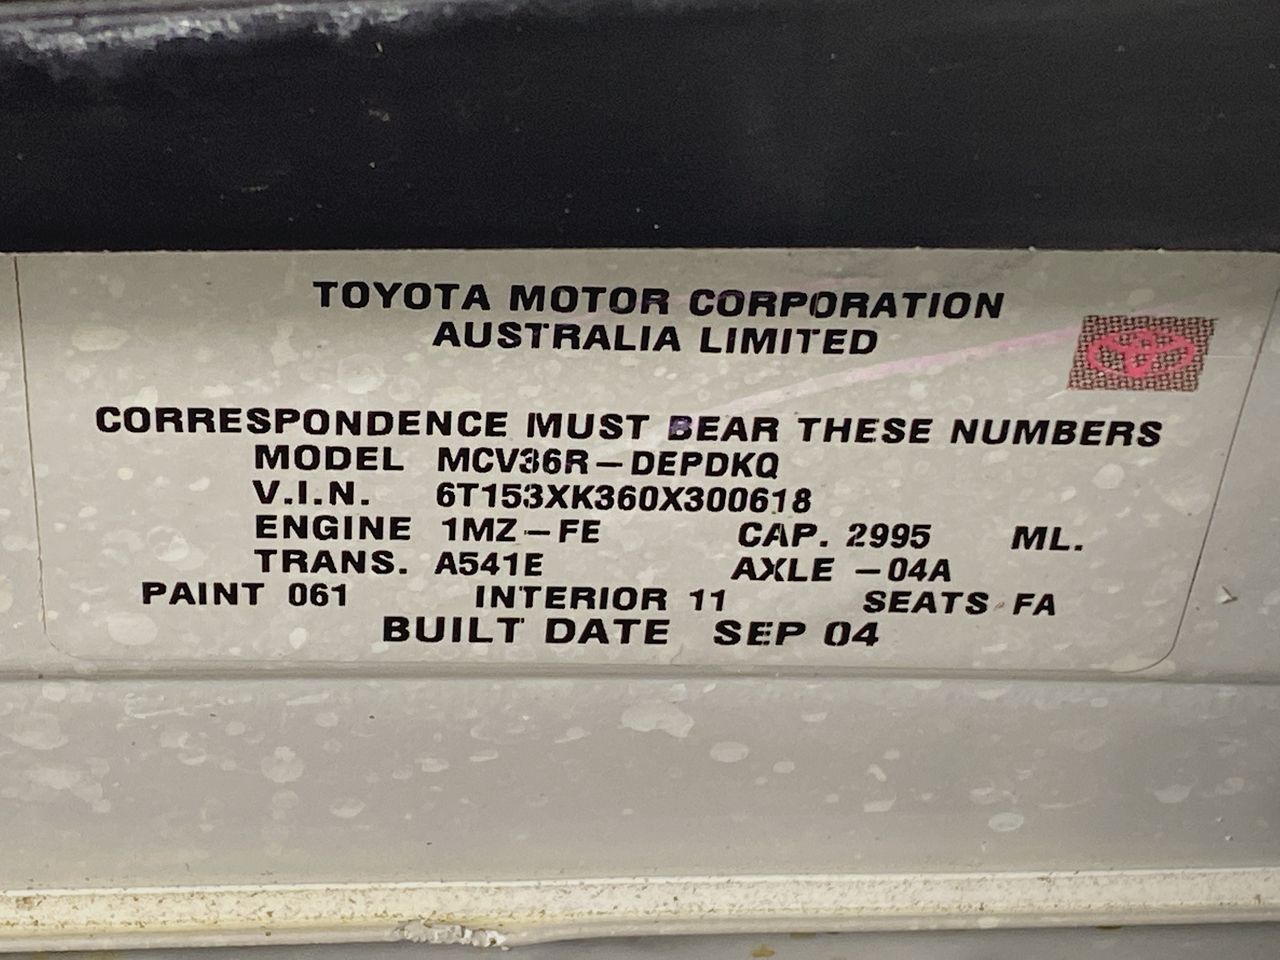 TOYOTA MOTOR CORPORATION
AUSTRALIA LIMITED
CORRESPONDENCE MUST BEAR THESE NUMBERS
MODEL MCV36R-DEPDKQ
V.I.N. 6T153XK360X300618
ENGINE 1MZ-FE CAP. 2995 ML.
TRANS. A541E AXLE -04A
PAINT 061 INTERIOR 11 SEATS FA
BUILT DATE SEP 04